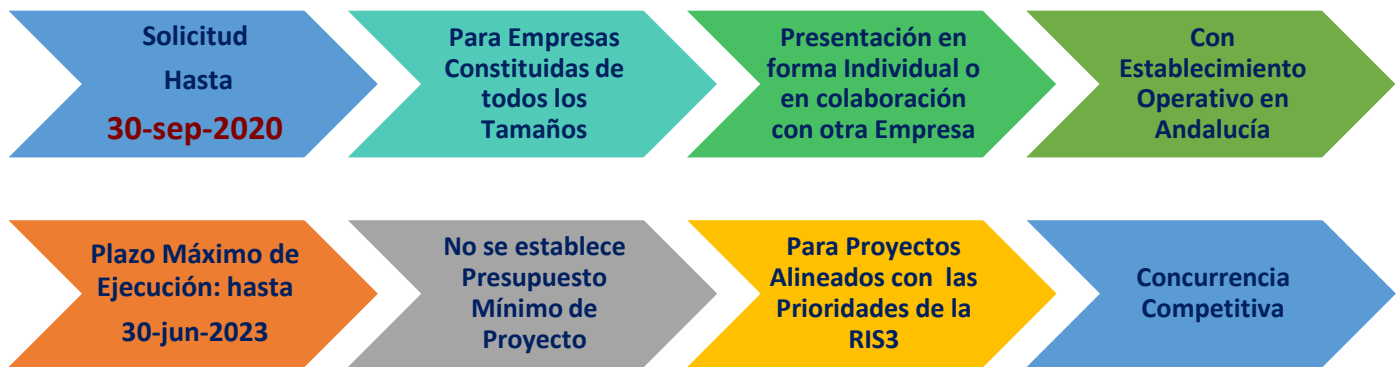 Solicitud
Hasta
30-sep-2020
Para Empresas
Constituidas de
todos los
Tamaños
Presentación en
forma Individual o
en colaboración
con otra Empresa
Con
Establecimiento
Operativo en
Andalucía
Plazo Máximo de
Ejecución: hasta
30-jun-2023
No se establece
Presupuesto
Mínimo de
Proyecto
Para Proyectos
Alineados con las
Prioridades de la
RIS3
Concurrencia
Competitiva